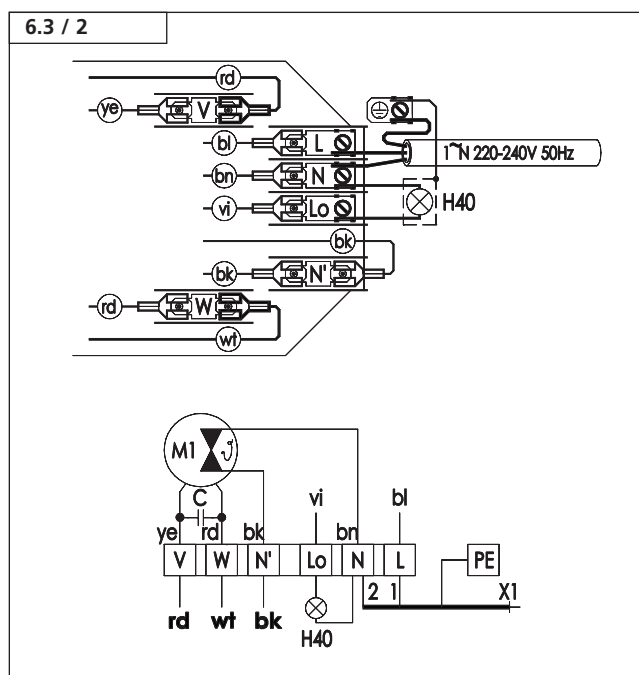 6.3 / 2
rd
ye V
bl L
1~N 220-240V 50Hz
bn N
vi Lo
H40
bk
bk N'
rd W
wt
M1 ϑ
C
vi bl
ye rd bk bn
V W N' Lo N L PE
2 1 X1
rd wt bk
H40